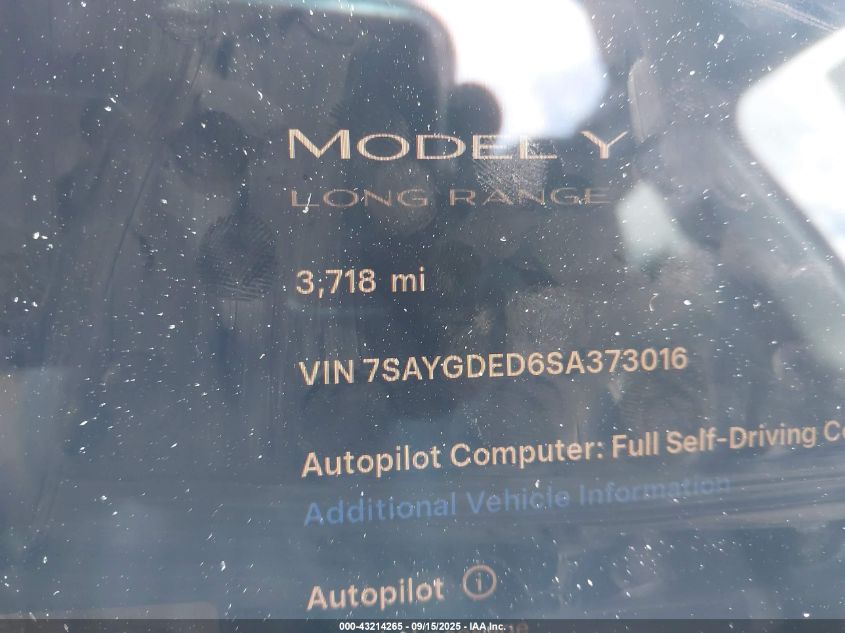 MODEL Y
LONG RANGE
3,718 mi
VIN 7SAYGDED6SA373016
Autopilot Computer: Full Self-Driving
Additional Vehicle Information
Autopilot
000-43214265 - 09/15/2025 - IAA Inc.